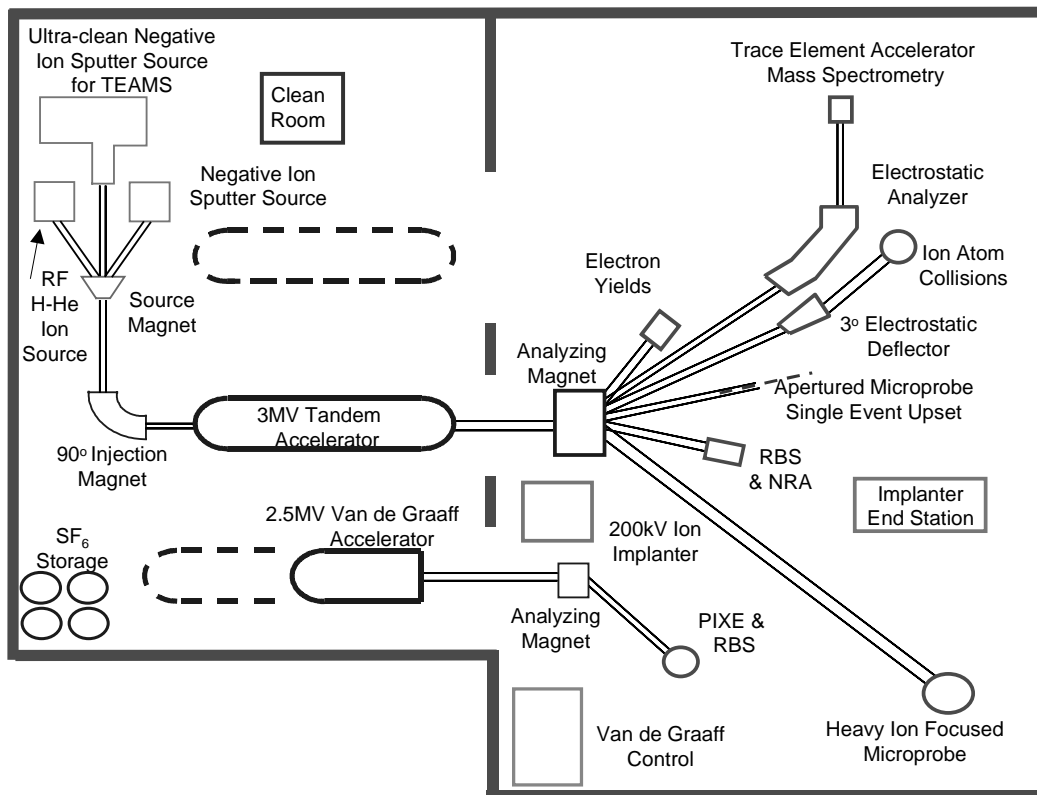 Ultra-clean Negative
Ion Sputter Source
for TEAMS
Clean
Room
Negative Ion
Sputter Source
RF
H-He
Ion
Source
Source
Magnet
90o Injection
Magnet
3MV Tandem
Accelerator
2.5MV Van de Graaff
Accelerator
SF6
Storage
Trace Element Accelerator
Mass Spectrometry
Electrostatic
Analyzer
Electron
Yields
Ion Atom
Collisions
3o Electrostatic
Deflector
Analyzing
Magnet
Apertured Microprobe
Single Event Upset
RBS
& NRA
Implanter
End Station
200kV Ion
Implanter
Analyzing
Magnet
PIXE &
RBS
Van de Graaff
Control
Heavy Ion Focused
Microprobe